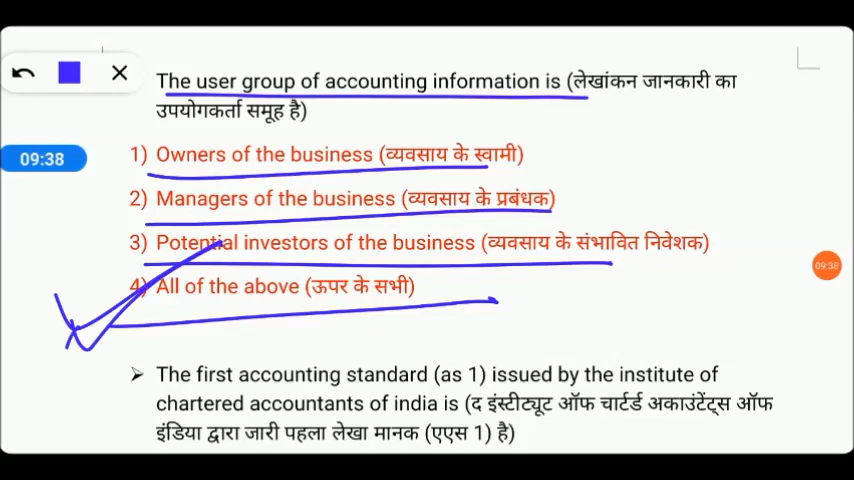 The user group of accounting information is (लेखांकन जानकारी का
उपयोगकर्ता समूह है)
09:38
1) Owners of the business (व्यवसाय के स्वामी)
2) Managers of the business (व्यवसाय के प्रबंधक)
3) Potential investors of the business (व्यवसाय के संभावित निवेशक)
09:38
4) All of the above (ऊपर के सभी)
➢ The first accounting standard (as 1) issued by the institute of
chartered accountants of india is (द इंस्टीट्यूट ऑफ चार्टर्ड अकाउंटेंट्स ऑफ
इंडिया द्वारा जारी पहला लेखा मानक (एएस 1) है)